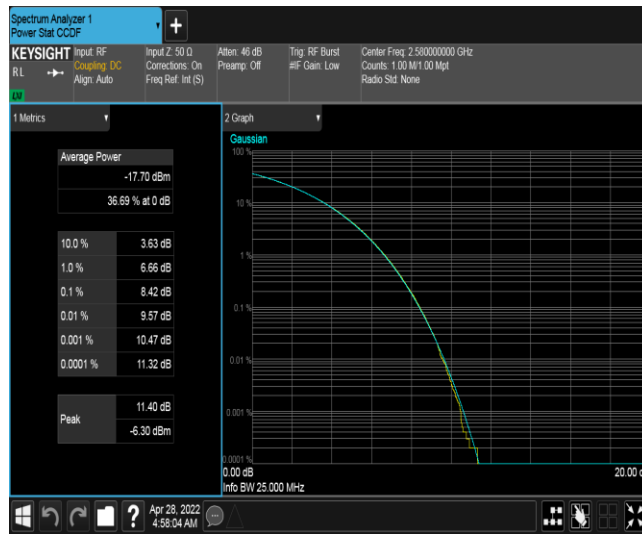 Spectrum Analyzer 1
Power Stat CCDF
+
KEYSIGHT
RL
Input: RF
Coupling: DC
Align: Auto
Input Z: 50 Ω
Corrections: On
Freq Ref: Int (S)
Atten: 46 dB
Preamp: Off
Trig: RF Burst
#IF Gain: Low
Center Freq: 2.580000000 GHz
Counts: 1.00 M/1.00 Mpt
Radio Std: None
1 Metrics
Average Power
-17.70 dBm
36.69 % at 0 dB
10.0 % 3.63 dB
1.0 % 6.66 dB
0.1 % 8.42 dB
0.01 % 9.57 dB
0.001 % 10.47 dB
0.0001 % 11.32 dB
Peak
11.40 dB
-6.30 dBm
2 Graph
Gaussian
100 %
10 %
1 %
0.1 %
0.01 %
0.001 %
0.0001 %
0.00 dB
20.00
Info BW 25.000 MHz
?
Apr 28, 2022
4:58:04 AM